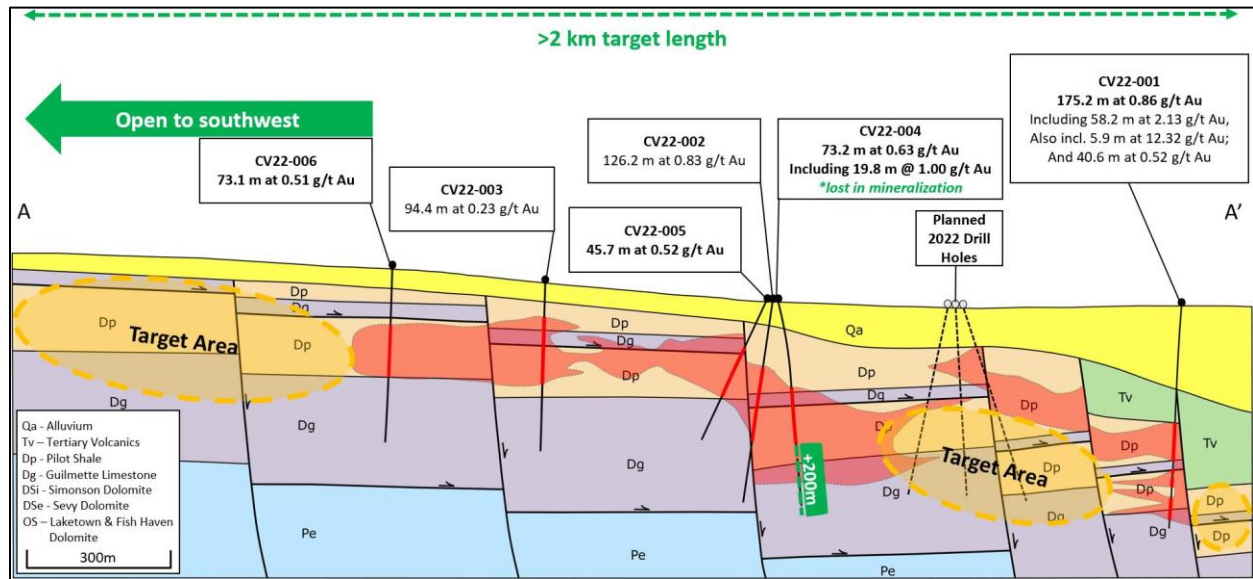 >2 km target length
Open to southwest
CV22-006
73.1 m at 0.51 g/t Au
CV22-003
94.4 m at 0.23 g/t Au
CV22-002
126.2 m at 0.83 g/t Au
CV22-005
45.7 m at 0.52 g/t Au
CV22-004
73.2 m at 0.63 g/t Au
Including 19.8 m @ 1.00 g/t Au
*lost in mineralization
Planned
2022 Drill
Holes
CV22-001
175.2 m at 0.86 g/t Au
Including 58.2 m at 2.13 g/t Au,
Also incl. 5.9 m at 12.32 g/t Au;
And 40.6 m at 0.52 g/t Au
A
A'
Dp
Dg
Dp
Target Area
Dp
Dg
Dg
Pe
Dp
Dg
Dp
Dg
Pe
Qa
Dp
Dg
Dp
Dg
+200m
Pe
Target Area
Dp
Dp
Dg
Tv
Dp
Dp
Dg
Tv
Dp
Dp
Qa - Alluvium
Tv – Tertiary Volcanics
Dp - Pilot Shale
Dg - Guilmette Limestone
DSi - Simonson Dolomite
DSe - Sevy Dolomite
OS – Laketown & Fish Haven
Dolomite
300m